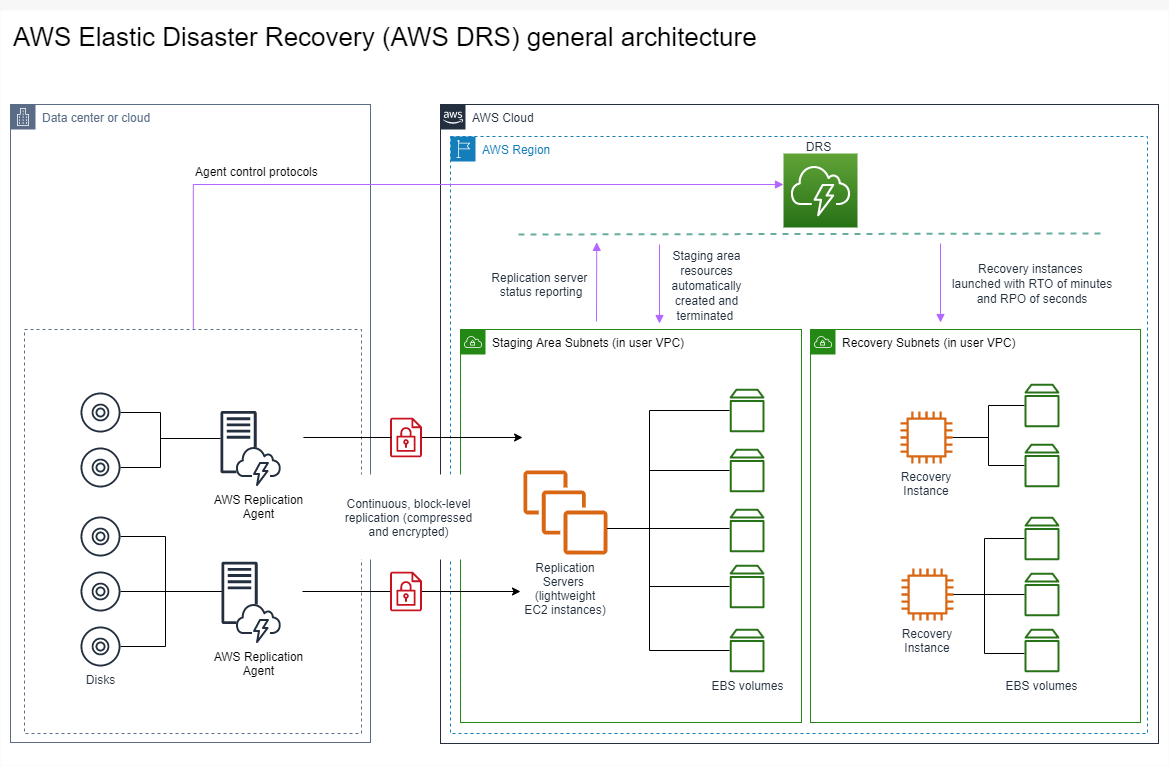 AWS Elastic Disaster Recovery (AWS DRS) general architecture
Data center or cloud
aws
AWS Cloud
AWS Region
DRS
Agent control protocols
Replication server
status reporting
Staging area
resources
automatically
created and
terminated
Recovery instances
launched with RTO of minutes
and RPO of seconds
Staging Area Subnets (in user VPC)
Recovery Subnets (in user VPC)
AWS Replication
Agent
Continuous, block-level
replication (compressed
and encrypted)
Replication
Servers
(lightweight
EC2 instances)
AWS Replication
Agent
Disks
EBS volumes
Recovery
Instance
Recovery
Instance
EBS volumes